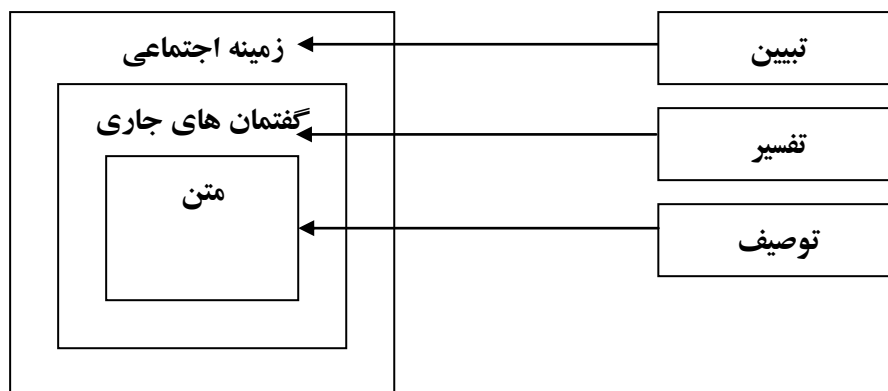 تبیین
زمینه اجتماعی
تفسیر
گفتمان های جاری
توصیف
متن